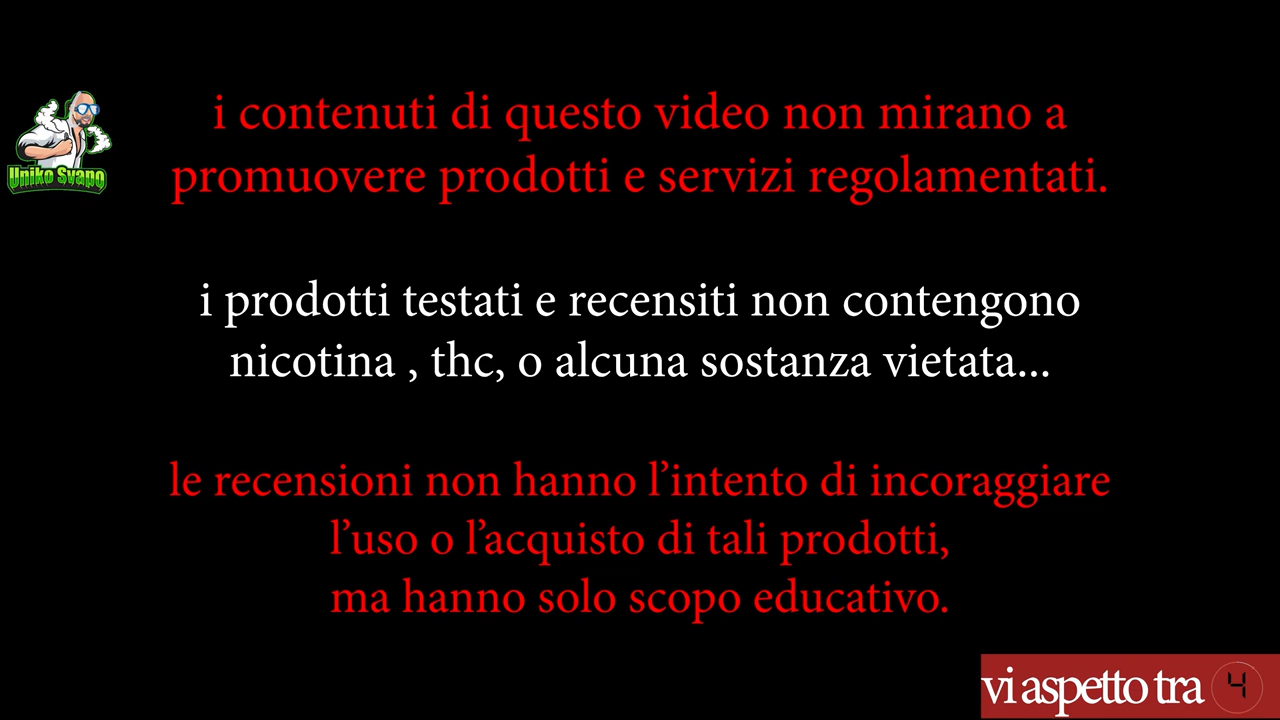 i contenuti di questo video non mirano a
promuovere prodotti e servizi regolamentati.
Uniko Svapo
i prodotti testati e recensiti non contengono
nicotina , thc, o alcuna sostanza vietata...
le recensioni non hanno l’intento di incoraggiare
l’uso o l’acquisto di tali prodotti,
ma hanno solo scopo educativo.
vi aspetto tra 4